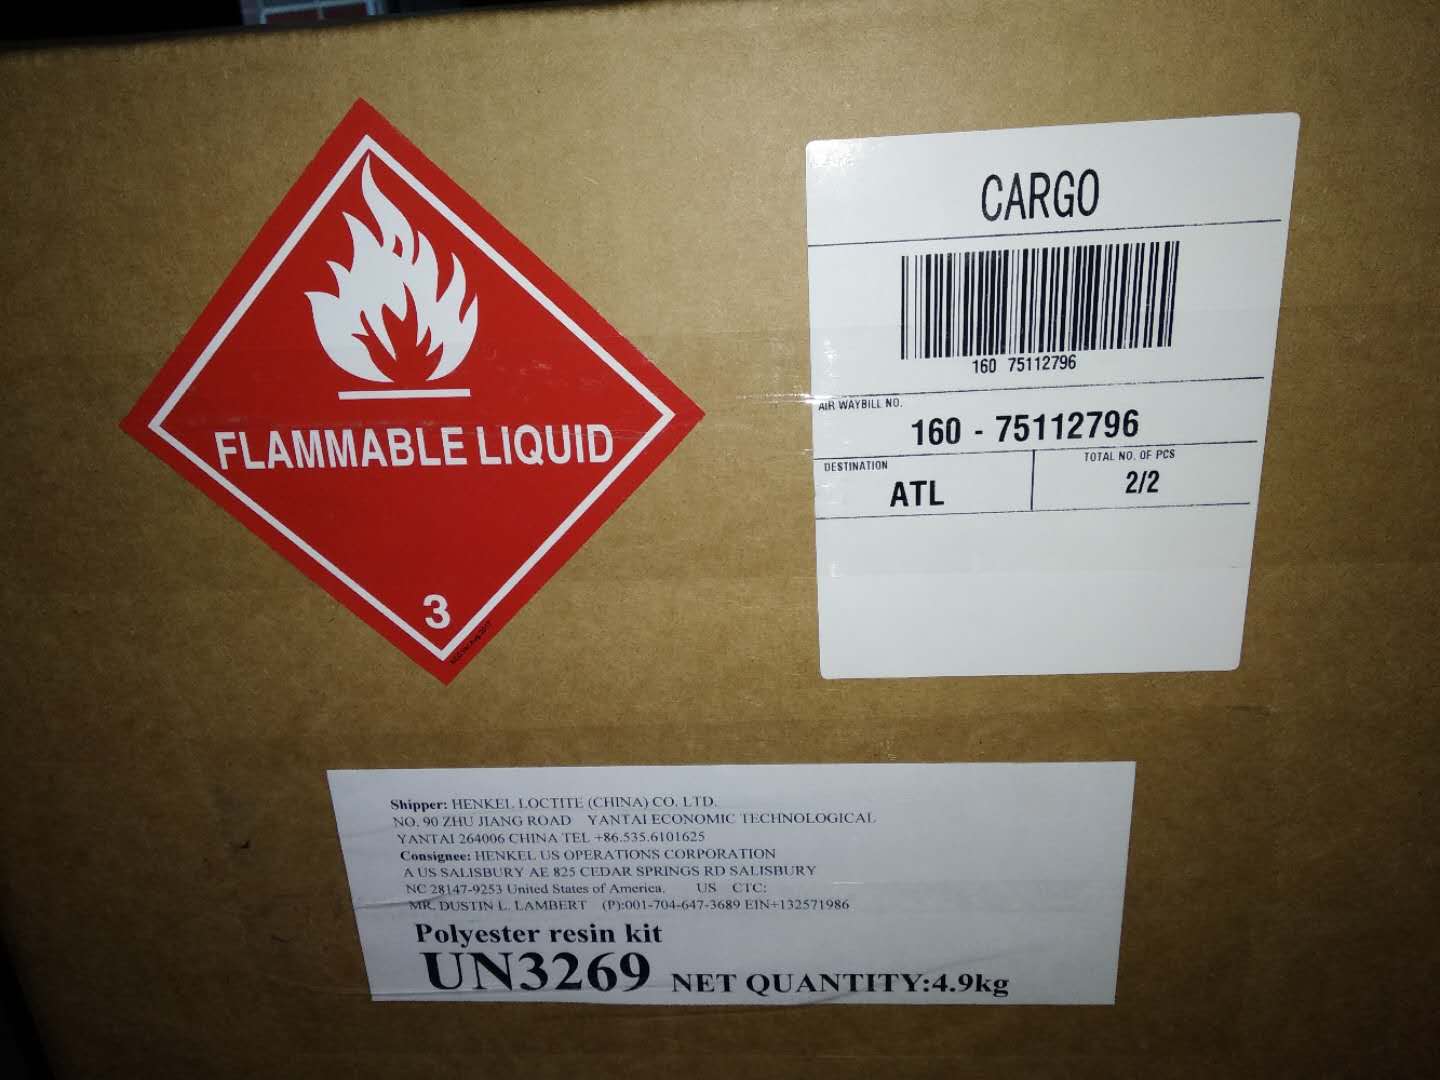 FLAMMABLE LIQUID
3
CARGO
160 75112796
AIR WAYBILL NO.
160 - 75112796
DESTINATION
TOTAL NO. OF PCS
ATL
2/2
Shipper: HENKEL LOCTITE (CHINA) CO. LTD.
NO. 90 ZHU JIANG ROAD YANTAI ECONOMIC TECHNOLOGICAL
YANTAI 264006 CHINA TEL +86.535.6101625
Consignee: HENKEL US OPERATIONS CORPORATION
A US SALISBURY AE 825 CEDAR SPRINGS RD SALISBURY
NC 28147-9253 United States of America, US CTC:
MR. DUSTIN L. LAMBERT (P):001-704-647-3689 EIN+132571986
Polyester resin kit
UN3269 NET QUANTITY:4.9kg